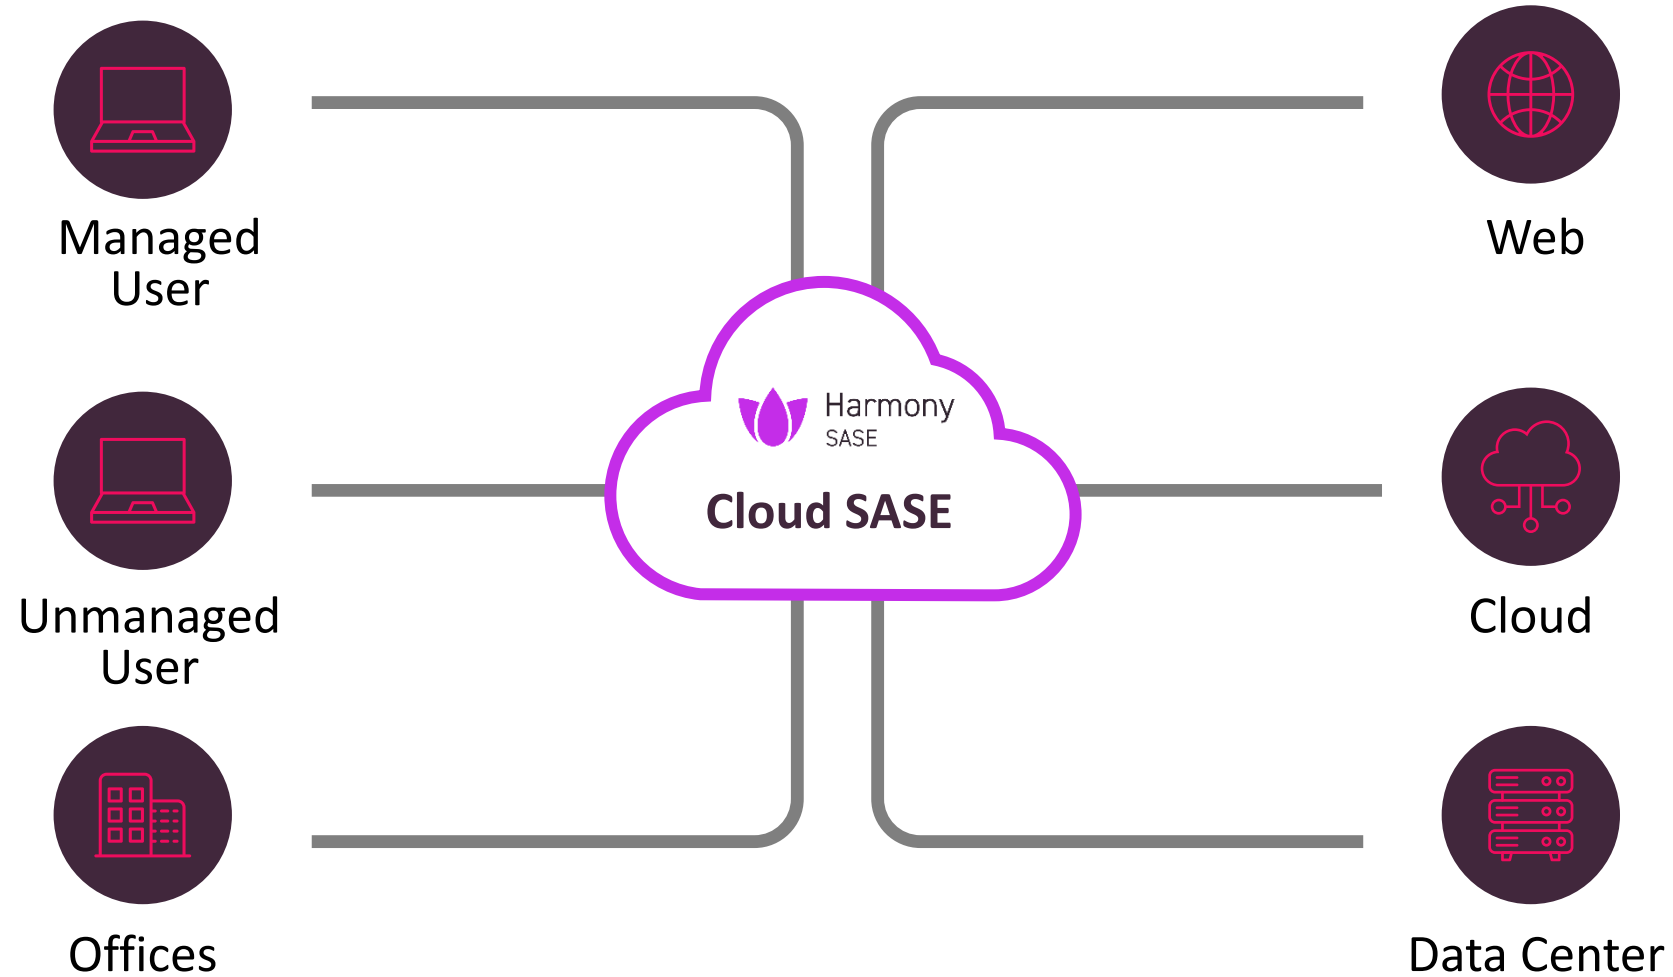 Managed
User
Web
Harmony
SASE
Cloud SASE
Unmanaged
User
Cloud
Offices
Data Center